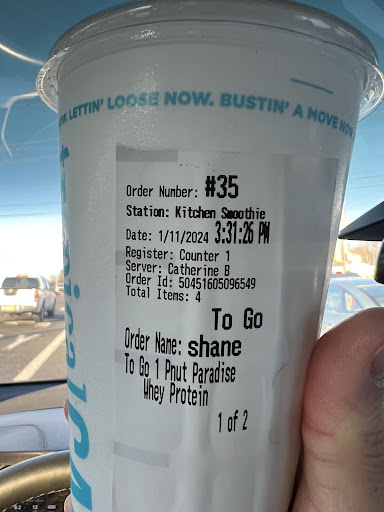 LETTIN' LOOSE NOW. BUSTIN' A MOVE NOW
Order Number: #35
Station: Kitchen Smoothie
Date: 1/11/2024 3:31:26 PM
Register: Counter 1
Server: Catherine B
Order Id: 50451605096549
Total Items: 4
To Go
Order Name: shane
To Go 1 Pnut Paradise
Whey Protein
1 of 2